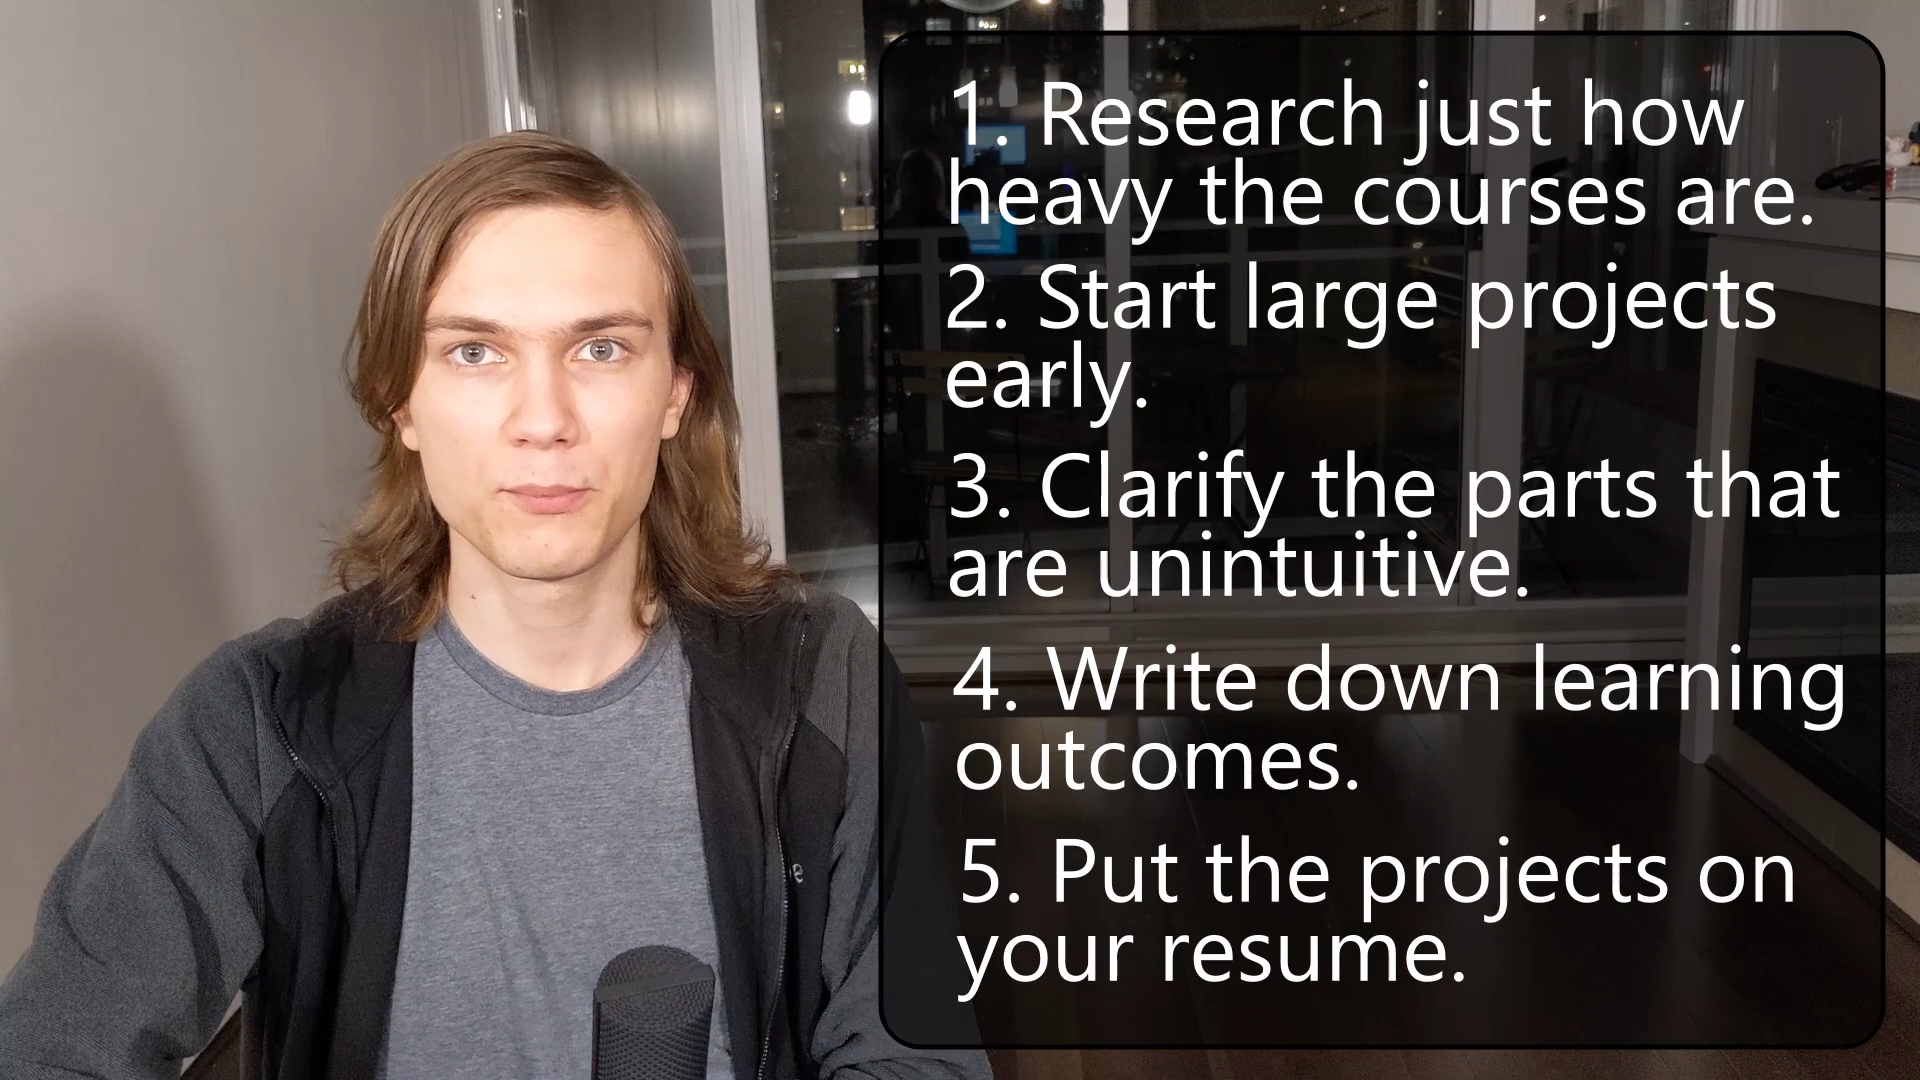 1. Research just how
heavy the courses are.
2. Start large projects
early.
3. Clarify the parts that
are unintuitive.
4. Write down learning
outcomes.
5. Put the projects on
your resume.